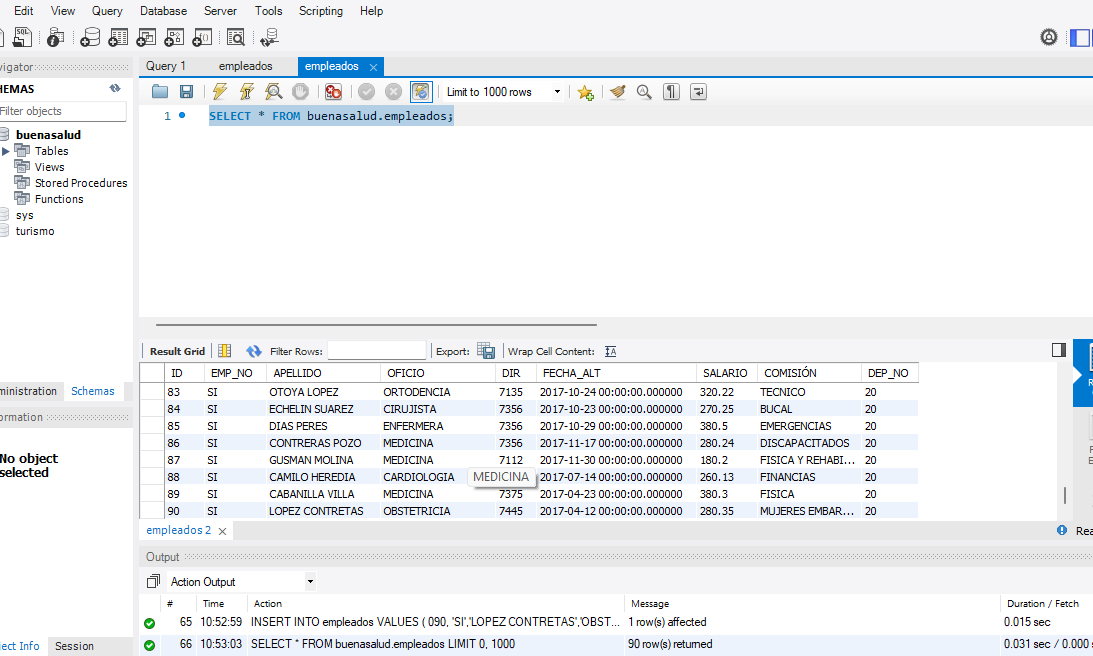 Edit View Query Database Server Tools Scripting Help
SQL
vigator
Query 1 empleados empleados
HEMAS
Limit to 1000 rows
Filter objects
1 SELECT * FROM buenasalud.empleados;
buenasalud
Tables
Views
Stored Procedures
Functions
sys
turismo
Result Grid Filter Rows: Export: Wrap Cell Content:
ID EMP_NO APELLIDO OFICIO DIR FECHA_ALT SALARIO COMISIÓN DEP_NO
83 SI OTOYA LOPEZ ORTODENCIA 7135 2017-10-24 00:00:00.000000 320.22 TECNICO 20
84 SI ECHELIN SUAREZ CIRUJISTA 7356 2017-10-23 00:00:00.000000 270.25 BUCAL 20
85 SI DIAS PERES ENFERMERA 7356 2017-10-29 00:00:00.000000 380.5 EMERGENCIAS 20
86 SI CONTRERAS POZO MEDICINA 7356 2017-11-17 00:00:00.000000 280.24 DISCAPACITADOS 20
87 SI GUSMAN MOLINA MEDICINA 7112 2017-11-30 00:00:00.000000 180.2 FISICA Y REHABI... 20
88 SI CAMILO HEREDIA CARDIOLOGIA 2017-07-14 00:00:00.000000 260.13 FINANCIAS 20
MEDICINA
89 SI CABANILLA VILLA MEDICINA 7375 2017-04-23 00:00:00.000000 380.3 FISICA 20
90 SI LOPEZ CONTRETAS OBSTETRICIA 7445 2017-04-12 00:00:00.000000 280.35 MUJERES EMBAR... 20
ministration Schemas
ormation
No object
selected
empleados 2
Rea
Output
Action Output
# Time Action Message Duration / Fetch
65 10:52:59 INSERT INTO empleados VALUES ( 090, 'SI','LOPEZ CONTRETAS','OBST... 1 row(s) affected 0.015 sec
66 10:53:03 SELECT * FROM buenasalud.empleados LIMIT 0, 1000 90 row(s) returned 0.031 sec / 0.000
ject Info Session